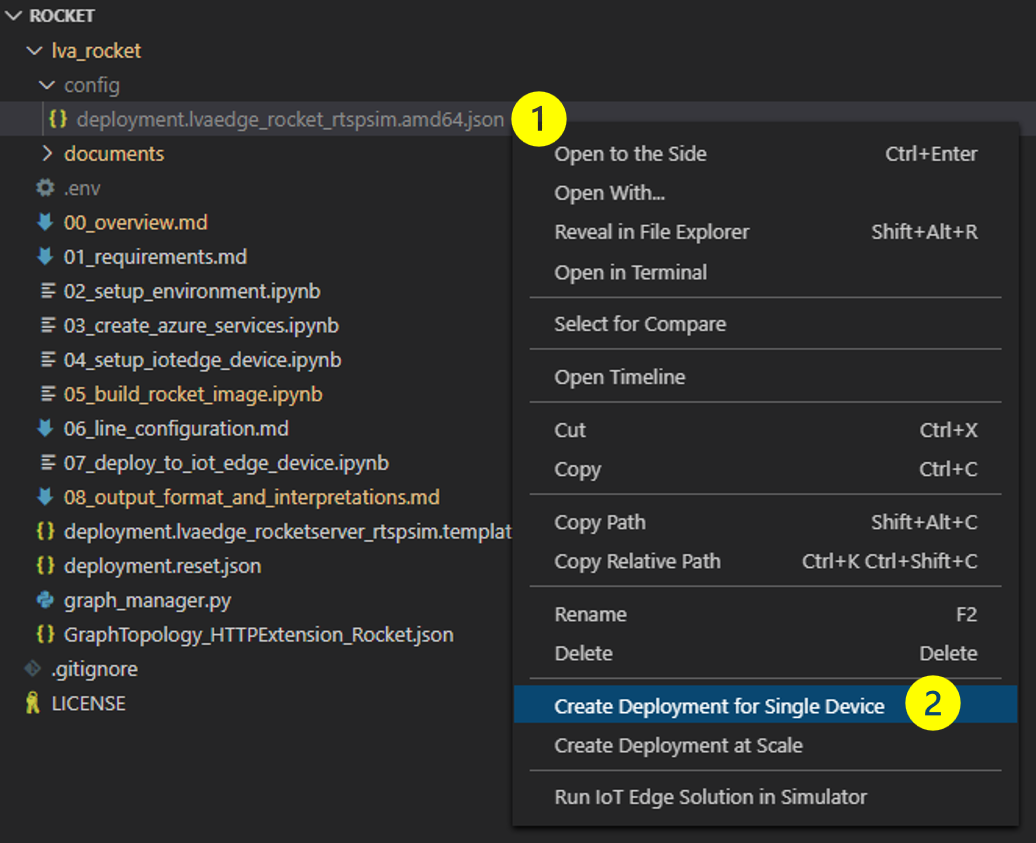 ROCKET
lva_rocket
config
{} deployment.lvaedge_rocket_rtspsim.amd64.json 1
documents
.env
00_overview.md
01_requirements.md
02_setup_environment.ipynb
03_create_azure_services.ipynb
04_setup_iotedge_device.ipynb
05_build_rocket_image.ipynb
06_line_configuration.md
07_deploy_to_iot_edge_device.ipynb
08_output_format_and_interpretations.md
{} deployment.lvaedge_rocketserver_rtspsim.templat
{} deployment.reset.json
graph_manager.py
{} GraphTopology_HTTPExtension_Rocket.json
.gitignore
LICENSE
Open to the Side Ctrl+Enter
Open With...
Reveal in File Explorer Shift+Alt+R
Open in Terminal
Select for Compare
Open Timeline
Cut Ctrl+X
Copy Ctrl+C
Copy Path Shift+Alt+C
Copy Relative Path Ctrl+K Ctrl+Shift+C
Rename F2
Delete Delete
Create Deployment for Single Device 2
Create Deployment at Scale
Run IoT Edge Solution in Simulator